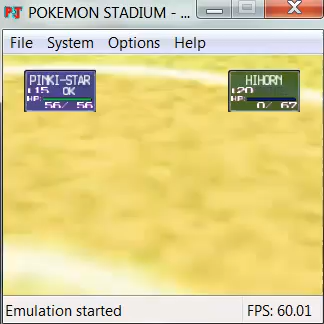 POKEMON STADIUM - ...
File System Options Help
PINKI-STAR HIHORN
L15 OK L20
HP:
56/ 56 0/ 67
Emulation started FPS: 60.01